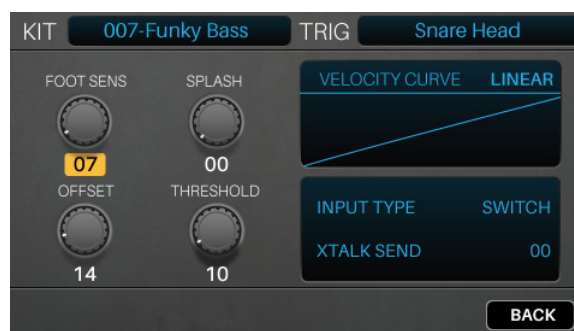 KIT 007-Funky Bass TRIG Snare Head
FOOT SENS SPLASH
07 00
OFFSET THRESHOLD
14 10
VELOCITY CURVE LINEAR
INPUT TYPE SWITCH
XTALK SEND 00
BACK